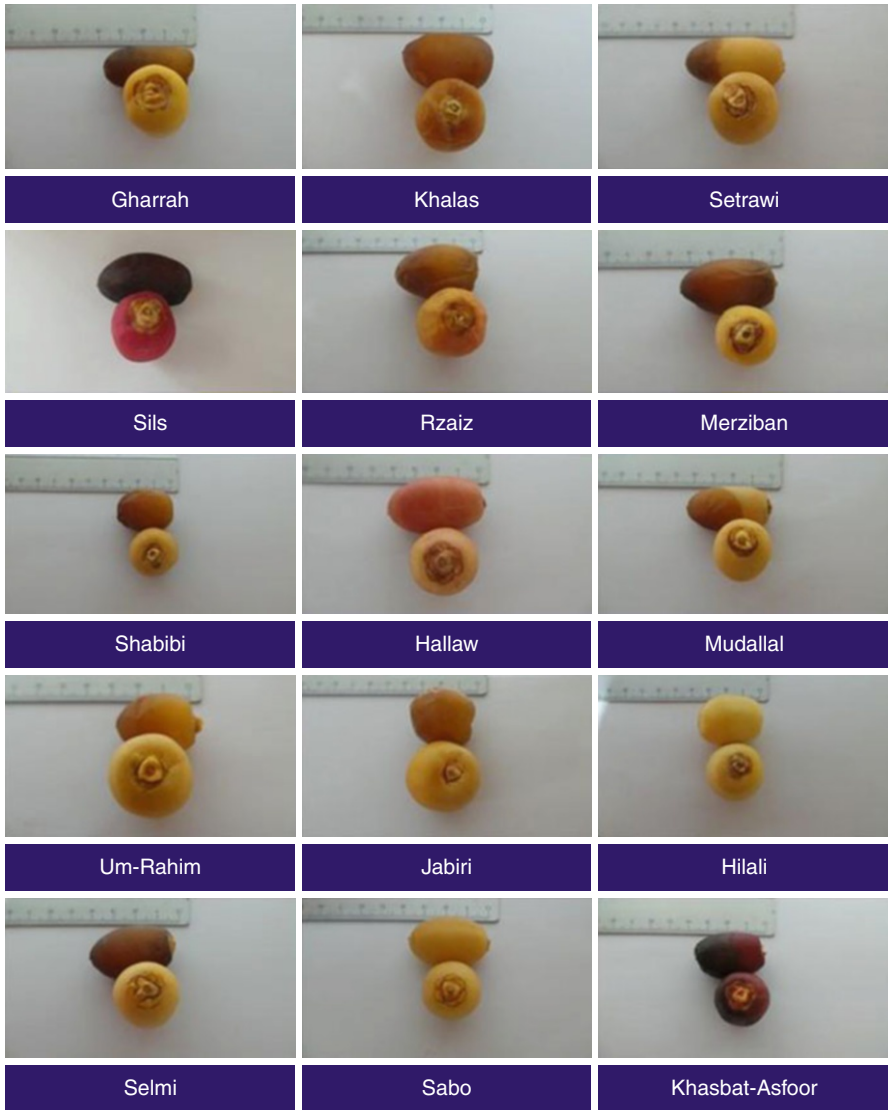 Gharrah
Khalas
Setrawi
Sils
Rzaiz
Merziban
Shabibi
Hallaw
Mudallal
Um-Rahim
Jabiri
Hilali
Selmi
Sabo
Khasbat-Asfoor